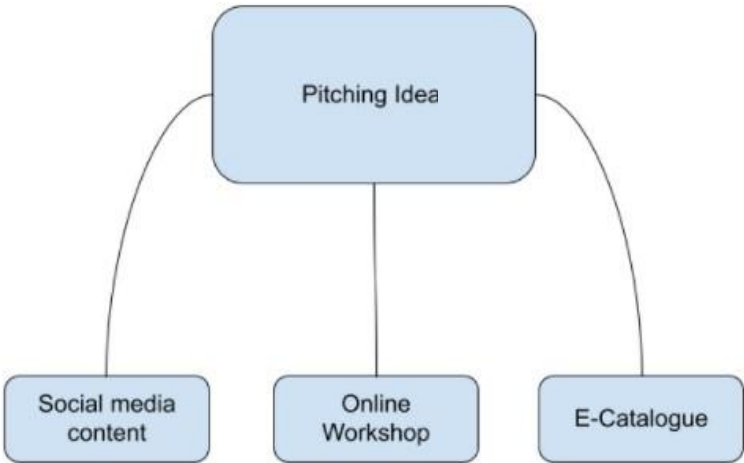 Pitching Idea
Social media
content
Online
Workshop
E-Catalogue